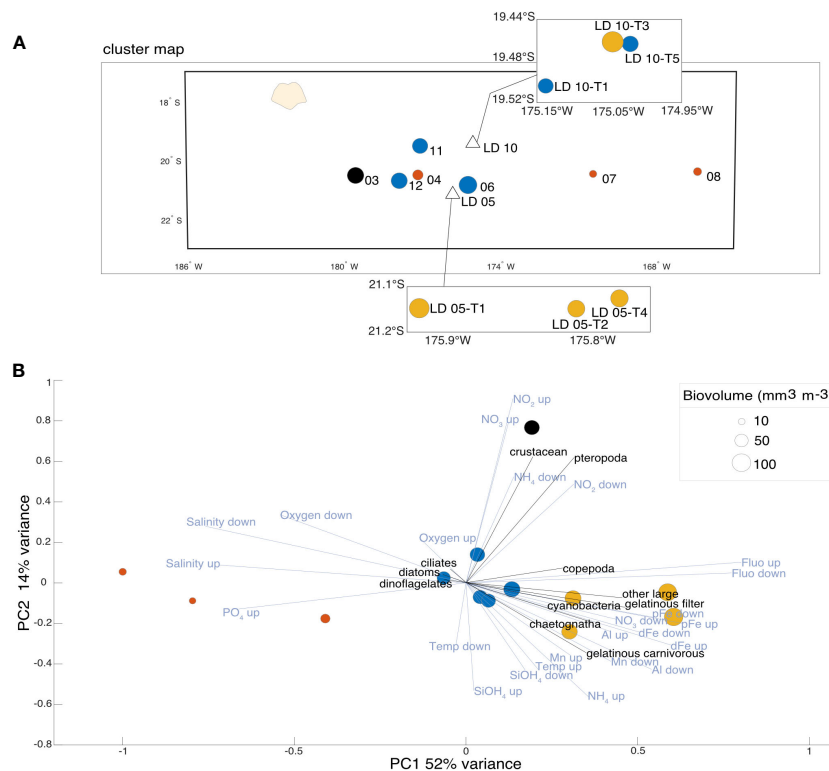 A
cluster map
18° S
20° S
22° S
186° W
180° W
174° W
168° W
03
11
12
04
06
LD 10
LD 05
07
08
19.44°S
19.48°S
19.52°S
LD 10-T3
LD 10-T5
LD 10-T1
175.15°W
175.05°W
174.95°W
21.1°S
21.2°S
LD 05-T1
LD 05-T2
LD 05-T4
175.9°W
175.8°W
B
1
0.8
0.6
0.4
0.2
0
-0.2
-0.4
-0.6
-0.8
PC2 14% variance
-1
-0.5
0
0.5
1
PC1 52% variance
Biovolume (mm3 m-3
10
50
100
NO2 up
NO3 up
crustacean
pteropoda
NH4 down
NO2 down
Oxygen down
Salinity down
Oxygen up
Salinity up
ciliates
diatoms
dinoflagelates
copepoda
Fluo up
Fluo down
PO4 up
other large
cyanobacteria
gelatinous filter
pFe down
NO3 down
pFe up
chaetognatha
Al up
dFe down
Temp down
dFe up
gelatinous carnivorous
Mn up
Mn down
Temp up
Al down
SiOH4 down
SiOH4 up
NH4 up